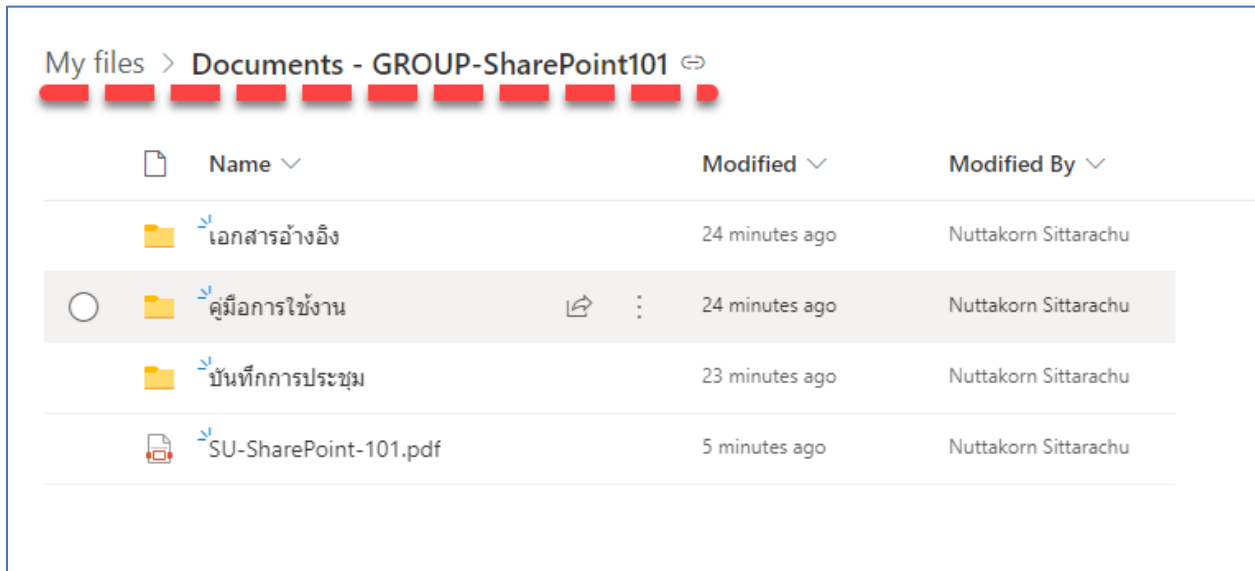 My files > Documents - GROUP-SharePoint101
Name Modified Modified By
เอกสารอ้างอิง 24 minutes ago Nuttakorn Sittarachu
คู่มือการใช้งาน 24 minutes ago Nuttakorn Sittarachu
บันทึกการประชุม 23 minutes ago Nuttakorn Sittarachu
SU-SharePoint-101.pdf 5 minutes ago Nuttakorn Sittarachu